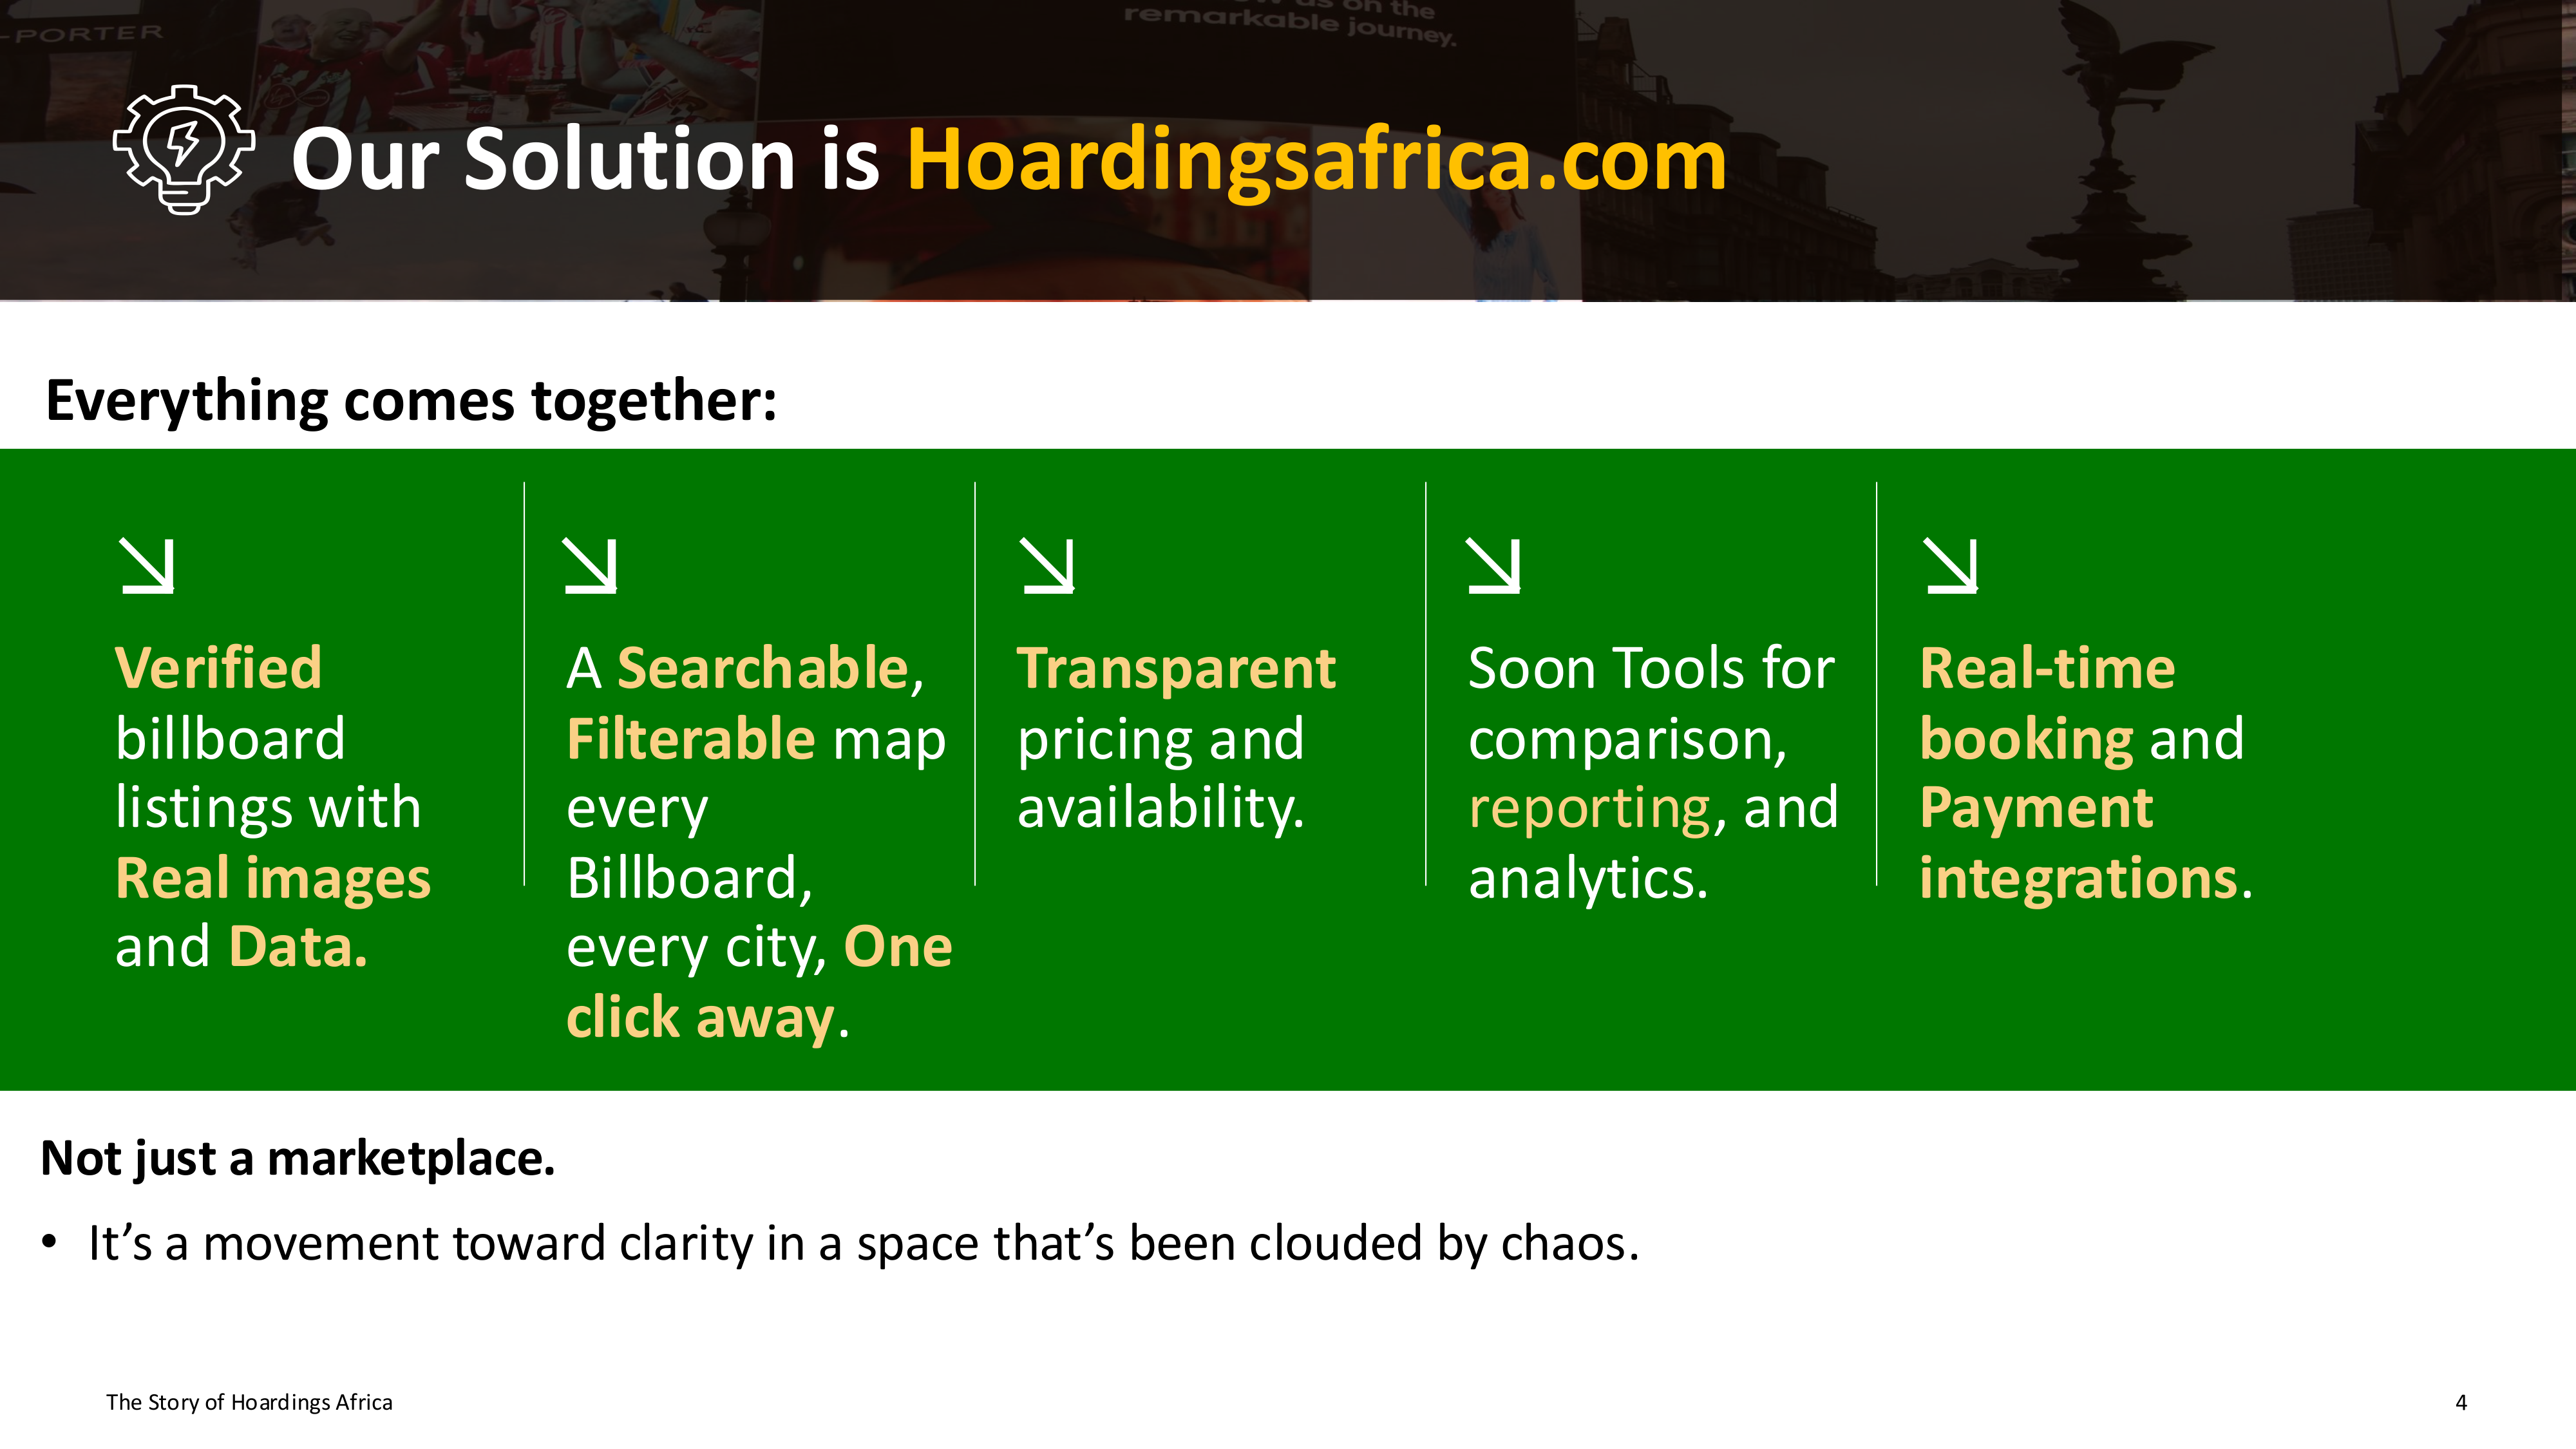 -PORTER
on the
remarkable journey.
Our Solution is Hoardingsafrica.com
Everything comes together:
Verified
billboard
listings with
Real images
and Data.
A Searchable,
Filterable map
every
Billboard,
every city, One
click away.
Transparent
pricing and
availability.
Soon Tools for
comparison,
reporting, and
analytics.
Real-time
booking and
Payment
integrations.
Not just a marketplace.
• It’s a movement toward clarity in a space that’s been clouded by chaos.
The Story of Hoardings Africa
4